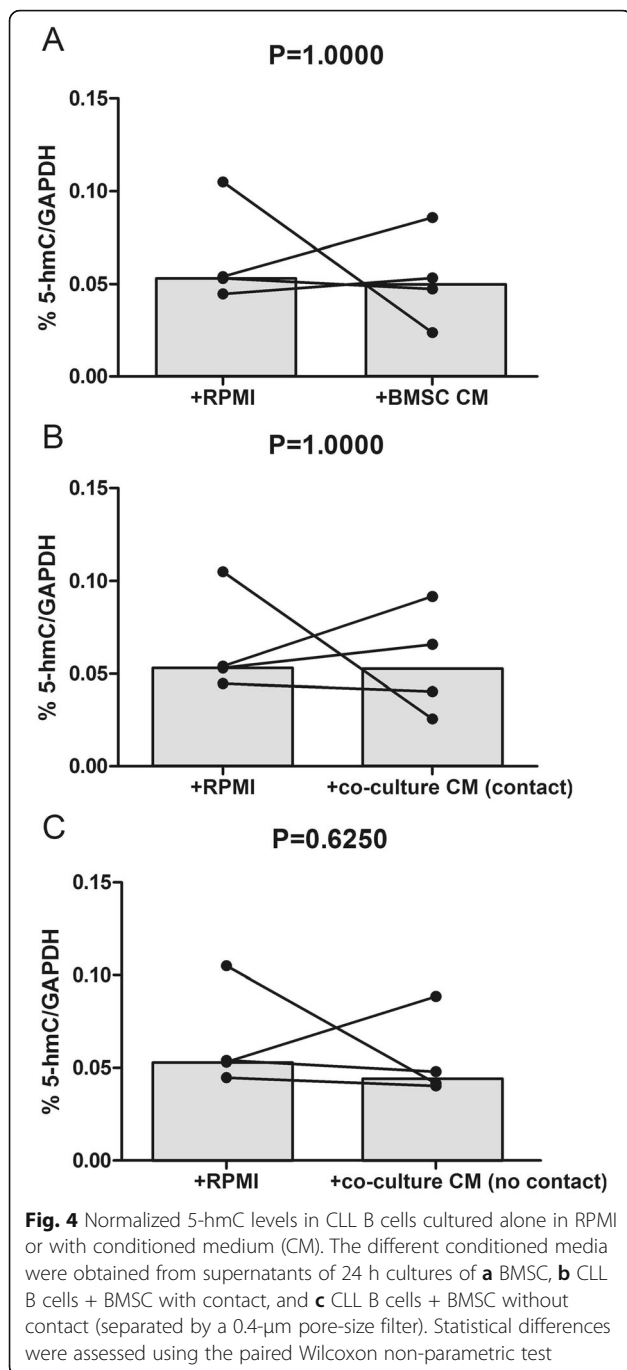 A
P=1.0000
0.15
0.10
0.05
0.00
% 5-hmC/GAPDH
+RPMI
+BMSC CM
B
P=1.0000
0.15
0.10
0.05
0.00
% 5-hmC/GAPDH
+RPMI
+co-culture CM (contact)
C
P=0.6250
0.15
0.10
0.05
0.00
% 5-hmC/GAPDH
+RPMI
+co-culture CM (no contact)
Fig. 4 Normalized 5-hmC levels in CLL B cells cultured alone in RPMI
or with conditioned medium (CM). The different conditioned media
were obtained from supernatants of 24 h cultures of a BMSC, b CLL
B cells + BMSC with contact, and c CLL B cells + BMSC without
contact (separated by a 0.4-μm pore-size filter). Statistical differences
were assessed using the paired Wilcoxon non-parametric test